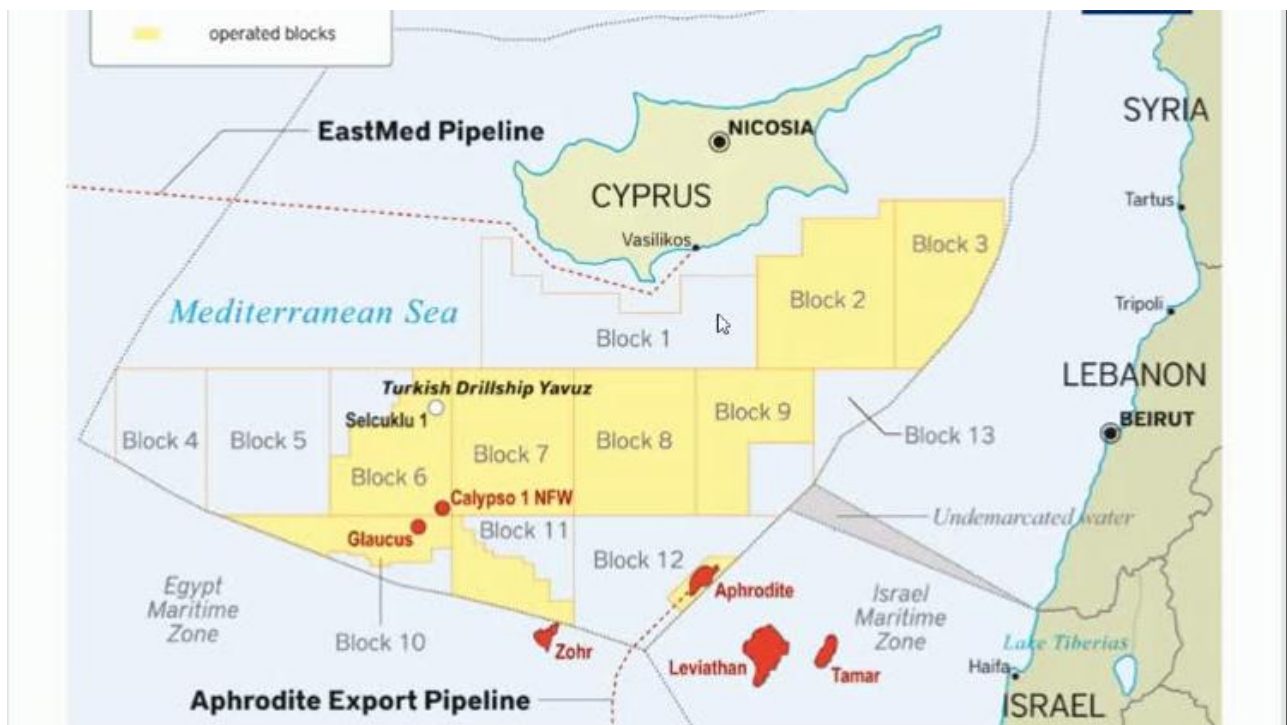 operated blocks
EastMed Pipeline
NICOSIA
SYRIA
CYPRUS
Tartus
Vasilikos
Block 3
Mediterranean Sea
Block 2
Tripoli
Block 1
LEBANON
Turkish Drillship Yavuz
Selcuklu 1
Block 9
BEIRUT
Block 4
Block 5
Block 7
Block 8
Block 13
Block 6
Calypso 1 NFW
Glaucus
Block 11
Undemarcated water
Block 12
Egypt
Maritime
Zone
Aphrodite
Israel
Maritime
Zone
Block 10
Zohr
Leviathan
Tamar
Lake Tiberias
Haifa
Aphrodite Export Pipeline
ISRAEL